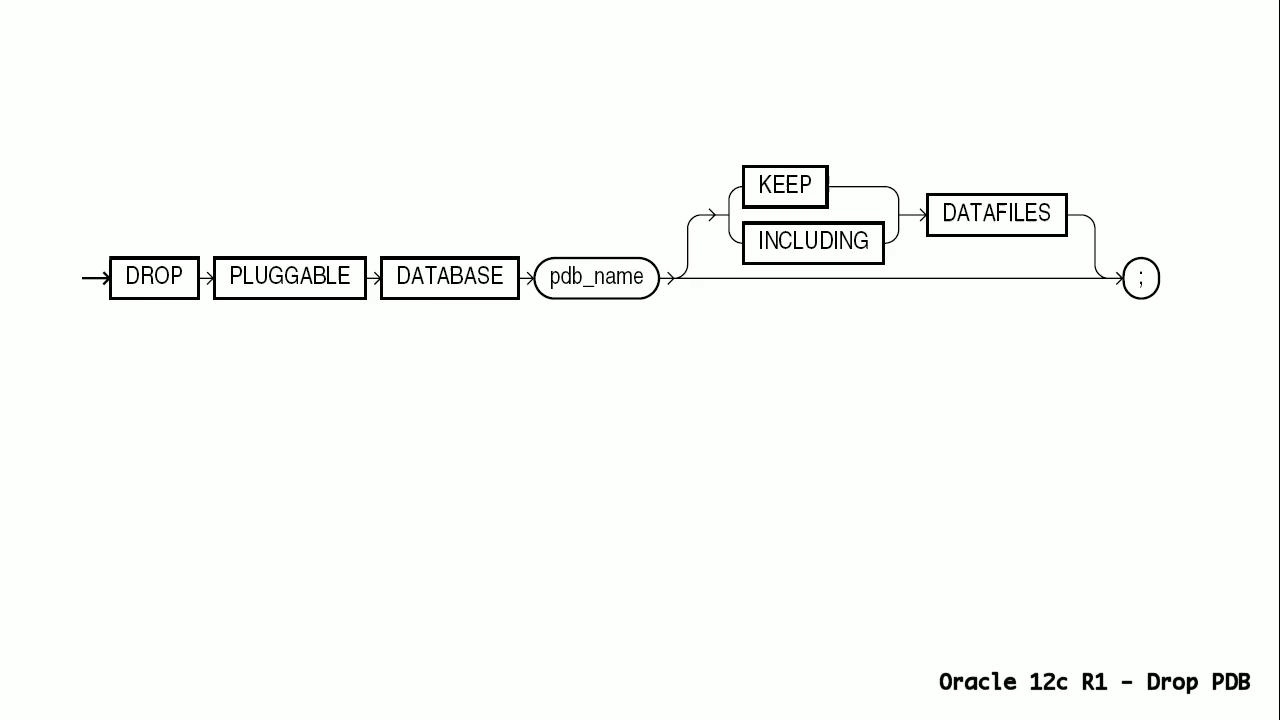 KEEP
INCLUDING
DATAFILES
DROP PLUGGABLE DATABASE pdb_name ;
Oracle 12c R1 – Drop PDB